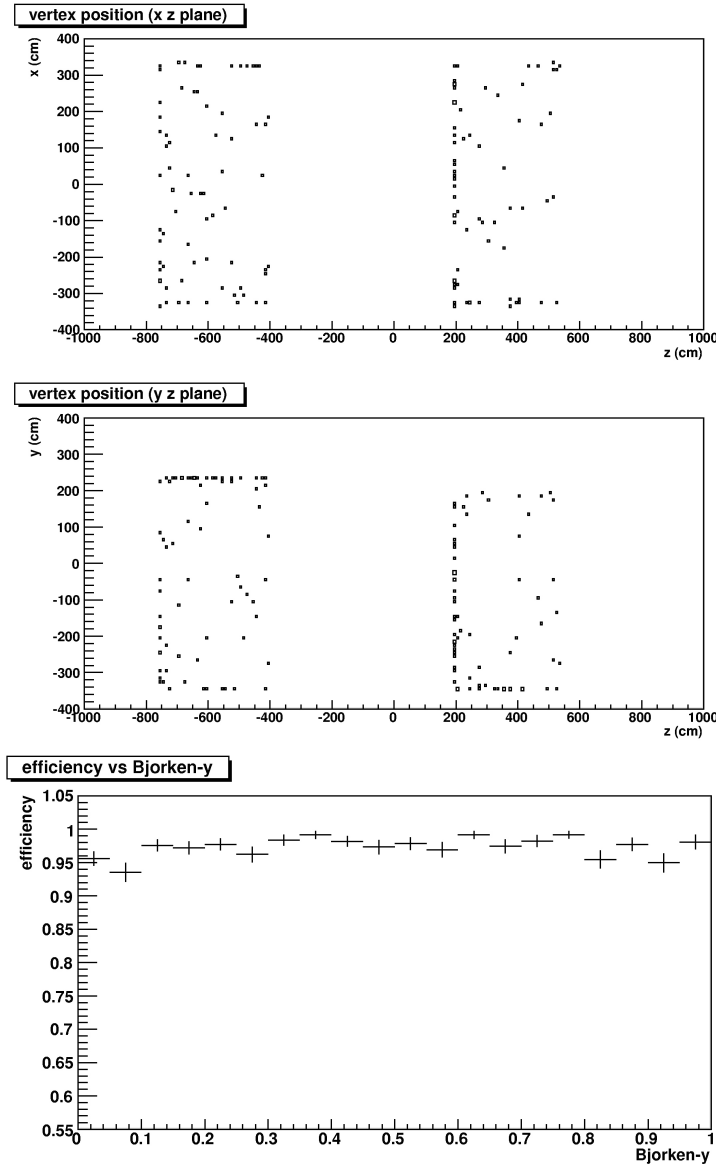 vertex position (x z plane)
x (cm)
400
300
200
100
0
-100
-200
-300
-400
-1000 -800 -600 -400 -200 0 200 400 600 800 1000
z (cm)
vertex position (y z plane)
y (cm)
400
300
200
100
0
-100
-200
-300
-400
-1000 -800 -600 -400 -200 0 200 400 600 800 1000
z (cm)
efficiency vs Bjorken-y
efficiency
1.05
1
0.95
0.9
0.85
0.8
0.75
0.7
0.65
0.6
0.55
0 0.1 0.2 0.3 0.4 0.5 0.6 0.7 0.8 0.9 1
Bjorken-y